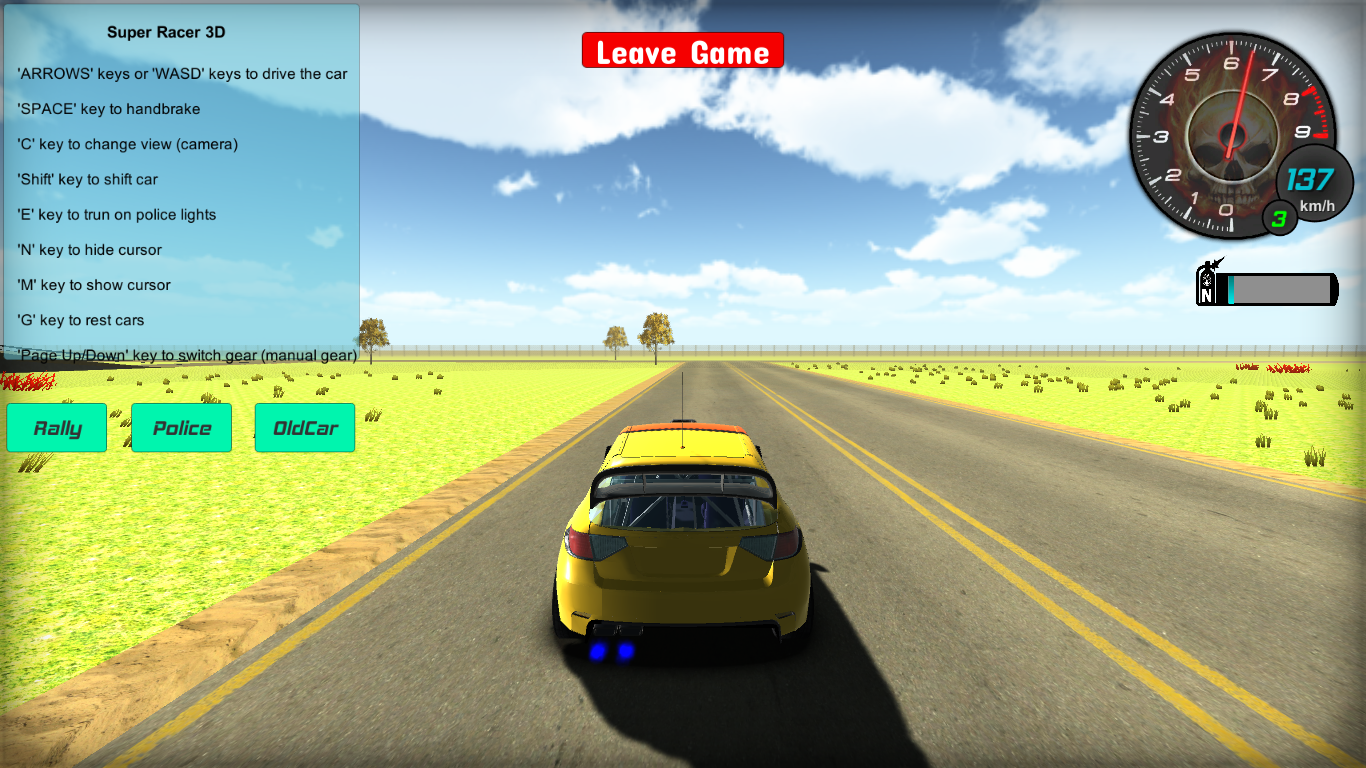 Super Racer 3D
'ARROWS' keys or 'WASD' keys to drive the car
'SPACE' key to handbrake
'C' key to change view (camera)
'Shift' key to shift car
'E' key to trun on police lights
'N' key to hide cursor
'M' key to show cursor
'G' key to rest cars
'Page Up/Down' key to switch gear (manual gear)
Rally Police OldCar
Leave Game
0 1 2 3 4 5 6 7 8 9
137
km/h
3
N